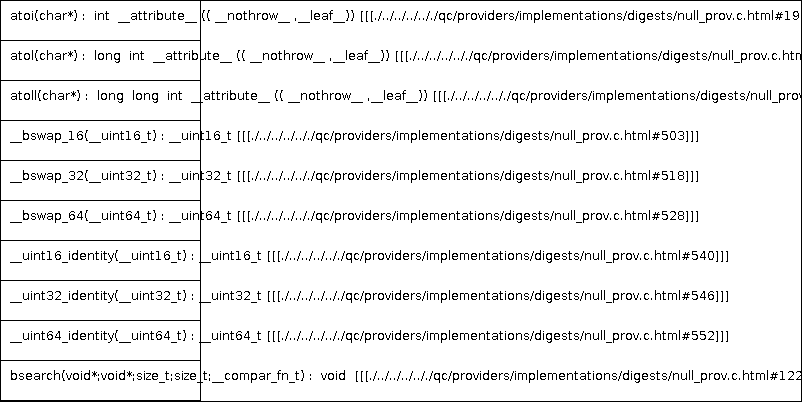 atoi(char*) : int __attribute__ (( __nothrow__ ,__leaf__)) [[[./../../../../qc/providers/implementations/digests/null_prov.c.html#19
atol(char*) : long int __attribute__ (( __nothrow__ ,__leaf__)) [[[./../../../../qc/providers/implementations/digests/null_prov.c.htm
atoll(char*) : long long int __attribute__ (( __nothrow__ ,__leaf__)) [[[./../../../../qc/providers/implementations/digests/null_prov
__bswap_16(__uint16_t) : __uint16_t [[[./../../../../qc/providers/implementations/digests/null_prov.c.html#503]]]
__bswap_32(__uint32_t) : __uint32_t [[[./../../../../qc/providers/implementations/digests/null_prov.c.html#518]]]
__bswap_64(__uint64_t) : __uint64_t [[[./../../../../qc/providers/implementations/digests/null_prov.c.html#528]]]
__uint16_identity(__uint16_t) : __uint16_t [[[./../../../../qc/providers/implementations/digests/null_prov.c.html#540]]]
__uint32_identity(__uint32_t) : __uint32_t [[[./../../../../qc/providers/implementations/digests/null_prov.c.html#546]]]
__uint64_identity(__uint64_t) : __uint64_t [[[./../../../../qc/providers/implementations/digests/null_prov.c.html#552]]]
bsearch(void*;void*;size_t;size_t;__compar_fn_t) : void [[[./../../../../qc/providers/implementations/digests/null_prov.c.html#122